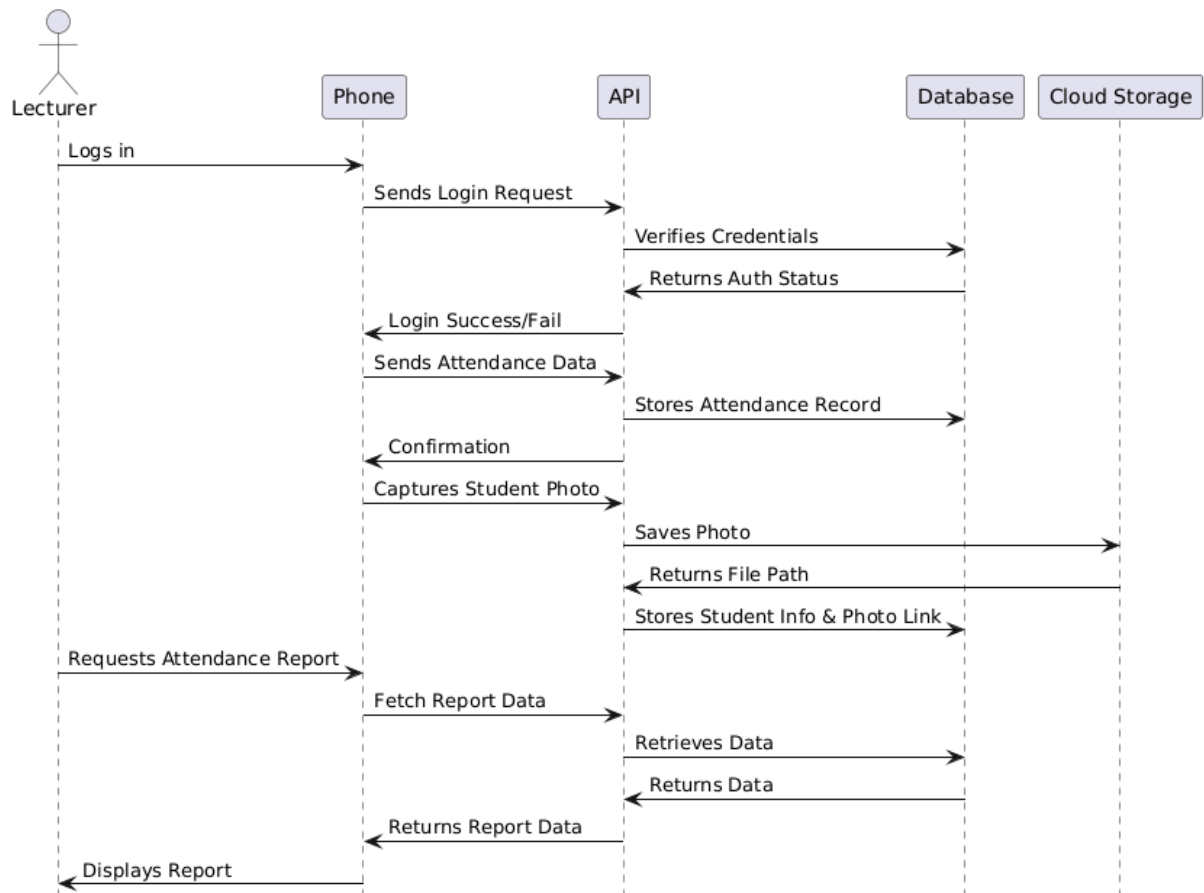 Lecturer
Phone
API
Database
Cloud Storage
Logs in
Sends Login Request
Verifies Credentials
Returns Auth Status
Login Success/Fail
Sends Attendance Data
Stores Attendance Record
Confirmation
Captures Student Photo
Saves Photo
Returns File Path
Stores Student Info & Photo Link
Requests Attendance Report
Fetch Report Data
Retrieves Data
Returns Data
Returns Report Data
Displays Report